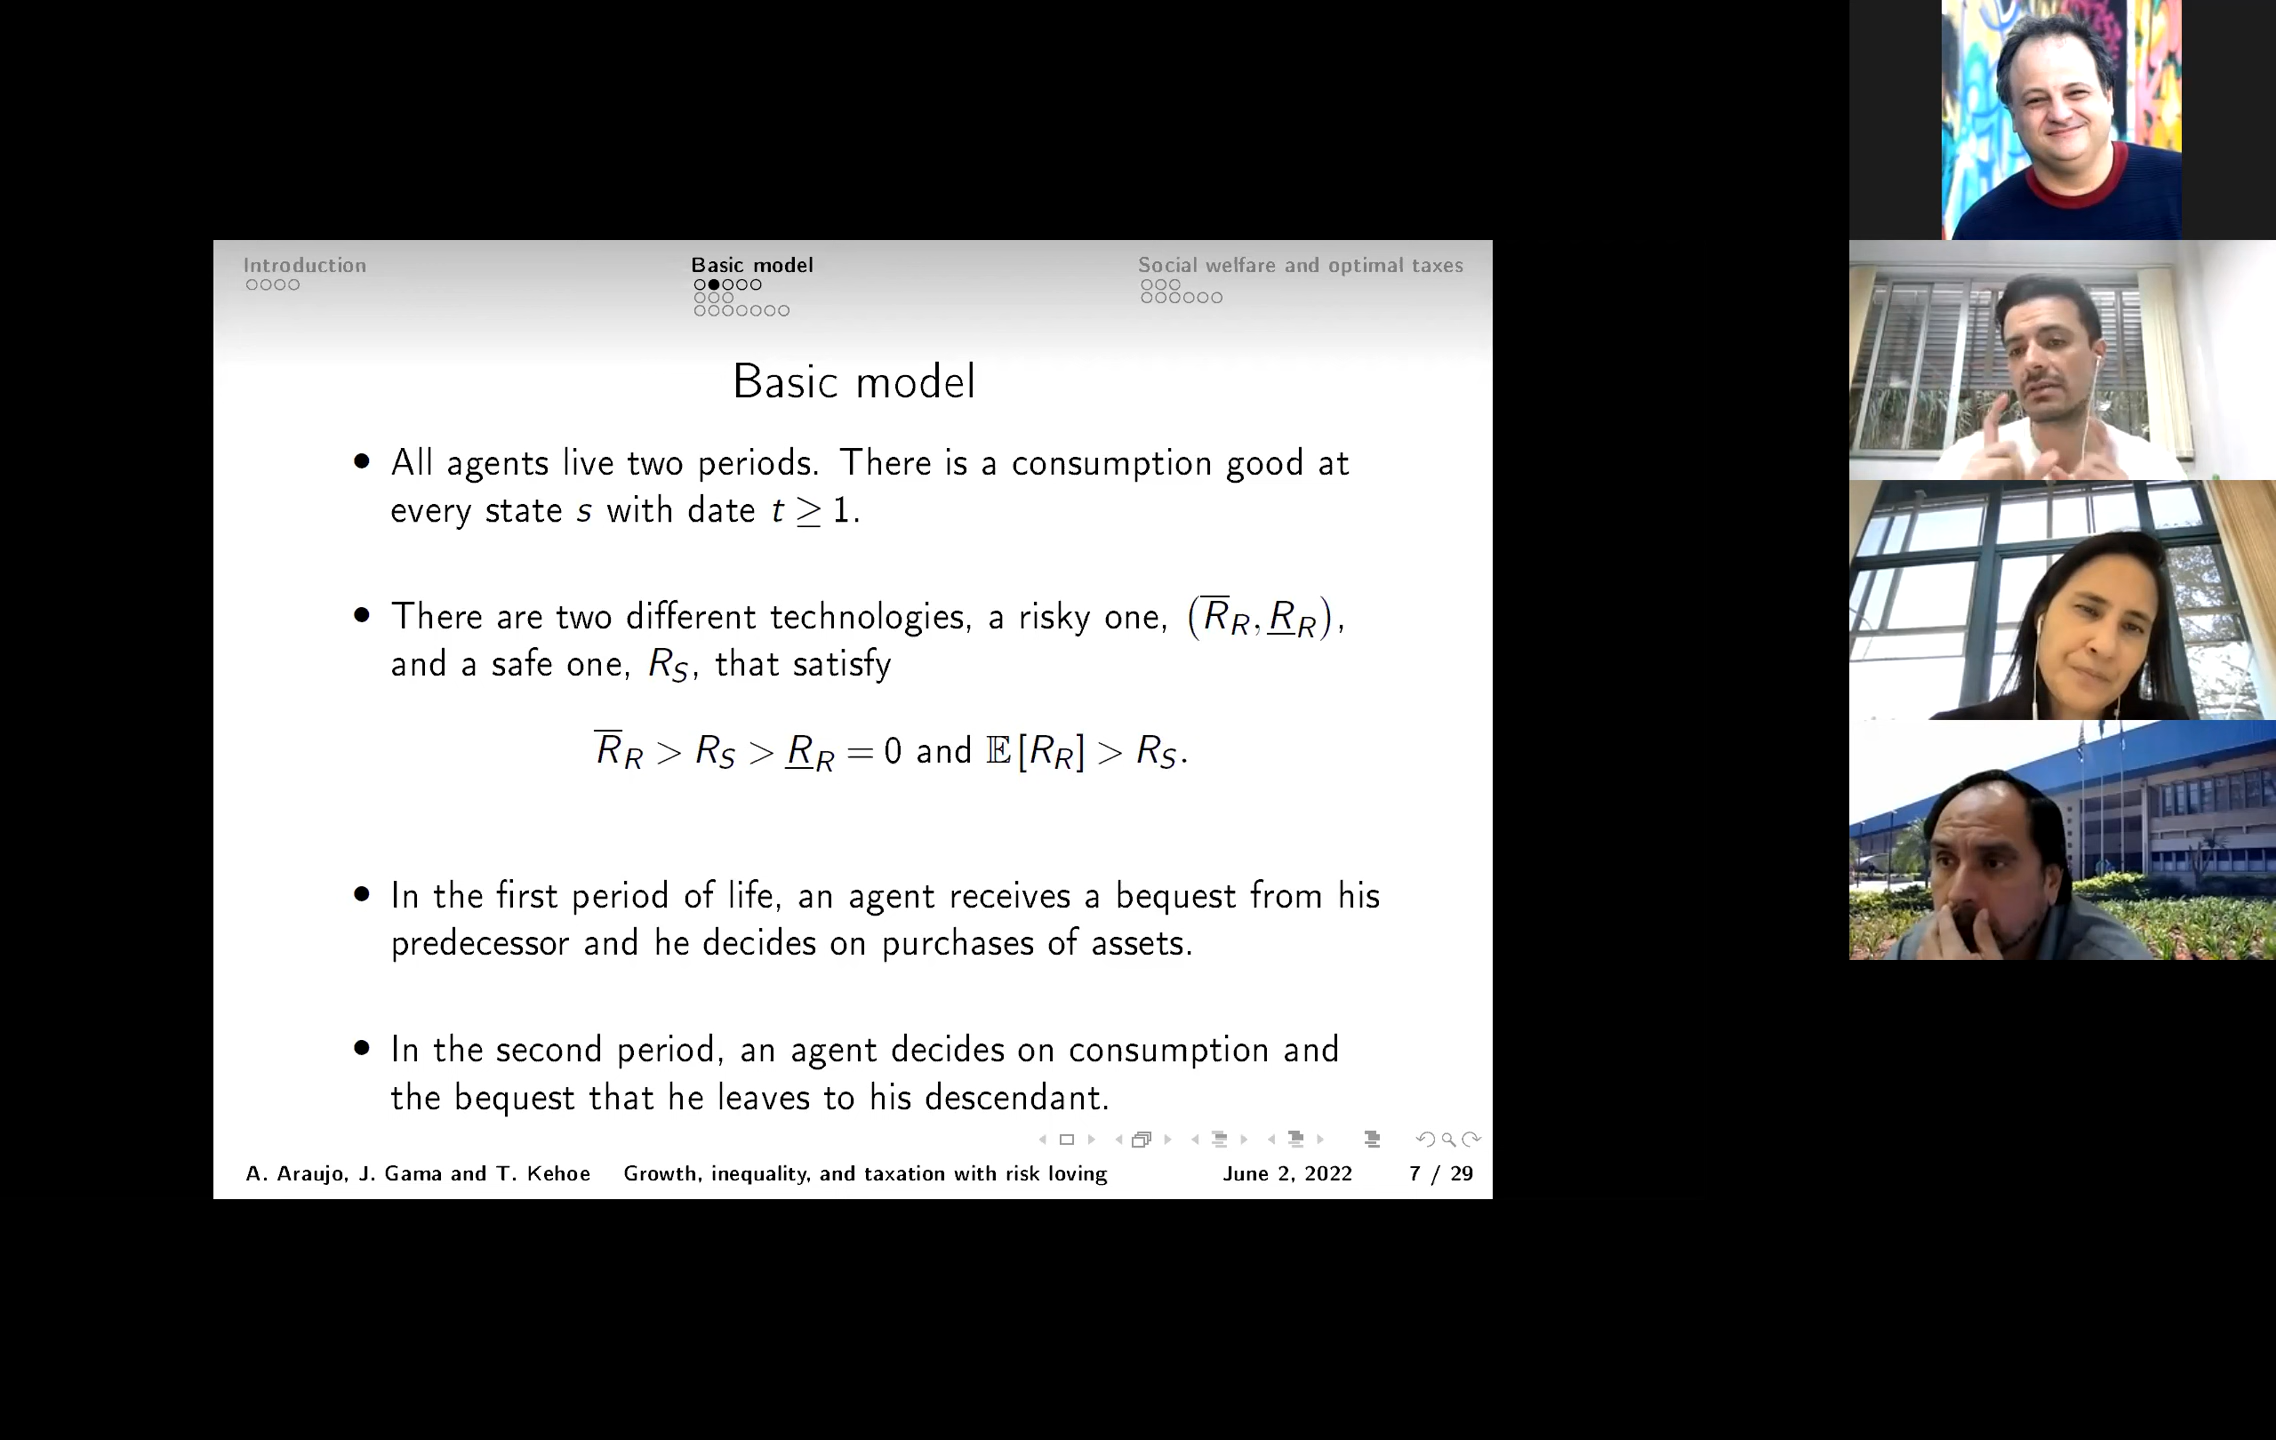 Introduction
Basic model
Social welfare and optimal taxes
Basic model
• All agents live two periods. There is a consumption good at
every state s with date t ≥ 1.
• There are two different technologies, a risky one, (R̅_R, R̲_R),
and a safe one, R_S, that satisfy
R̅_R > R_S > R̲_R = 0 and 𝔼[R_R] > R_S.
• In the first period of life, an agent receives a bequest from his
predecessor and he decides on purchases of assets.
• In the second period, an agent decides on consumption and
the bequest that he leaves to his descendant.
A. Araujo, J. Gama and T. Kehoe Growth, inequality, and taxation with risk loving June 2, 2022 7 / 29